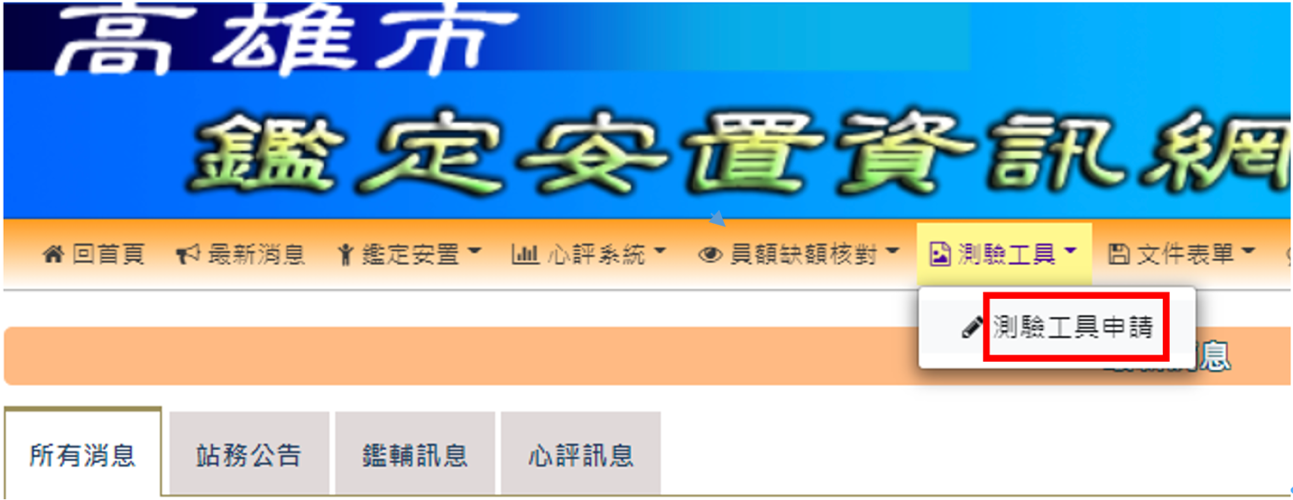 高雄市
鑑定安置資訊網
回首頁 最新消息 鑑定安置 心評系統 員額缺額核對 測驗工具 文件表單
測驗工具申請
息
所有消息 站務公告 鑑輔訊息 心評訊息